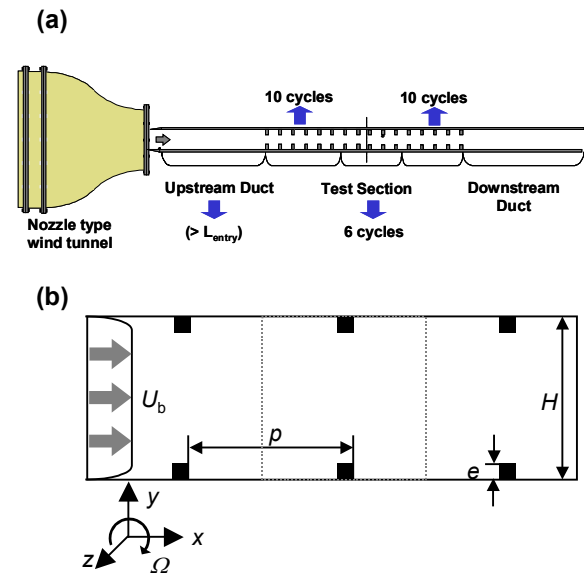 (a)
10 cycles
10 cycles
Upstream Duct
Test Section
Downstream
Duct
Nozzle type
wind tunnel
(> Lentry)
6 cycles
(b)
Ub
p
H
e
y
x
z
Ω